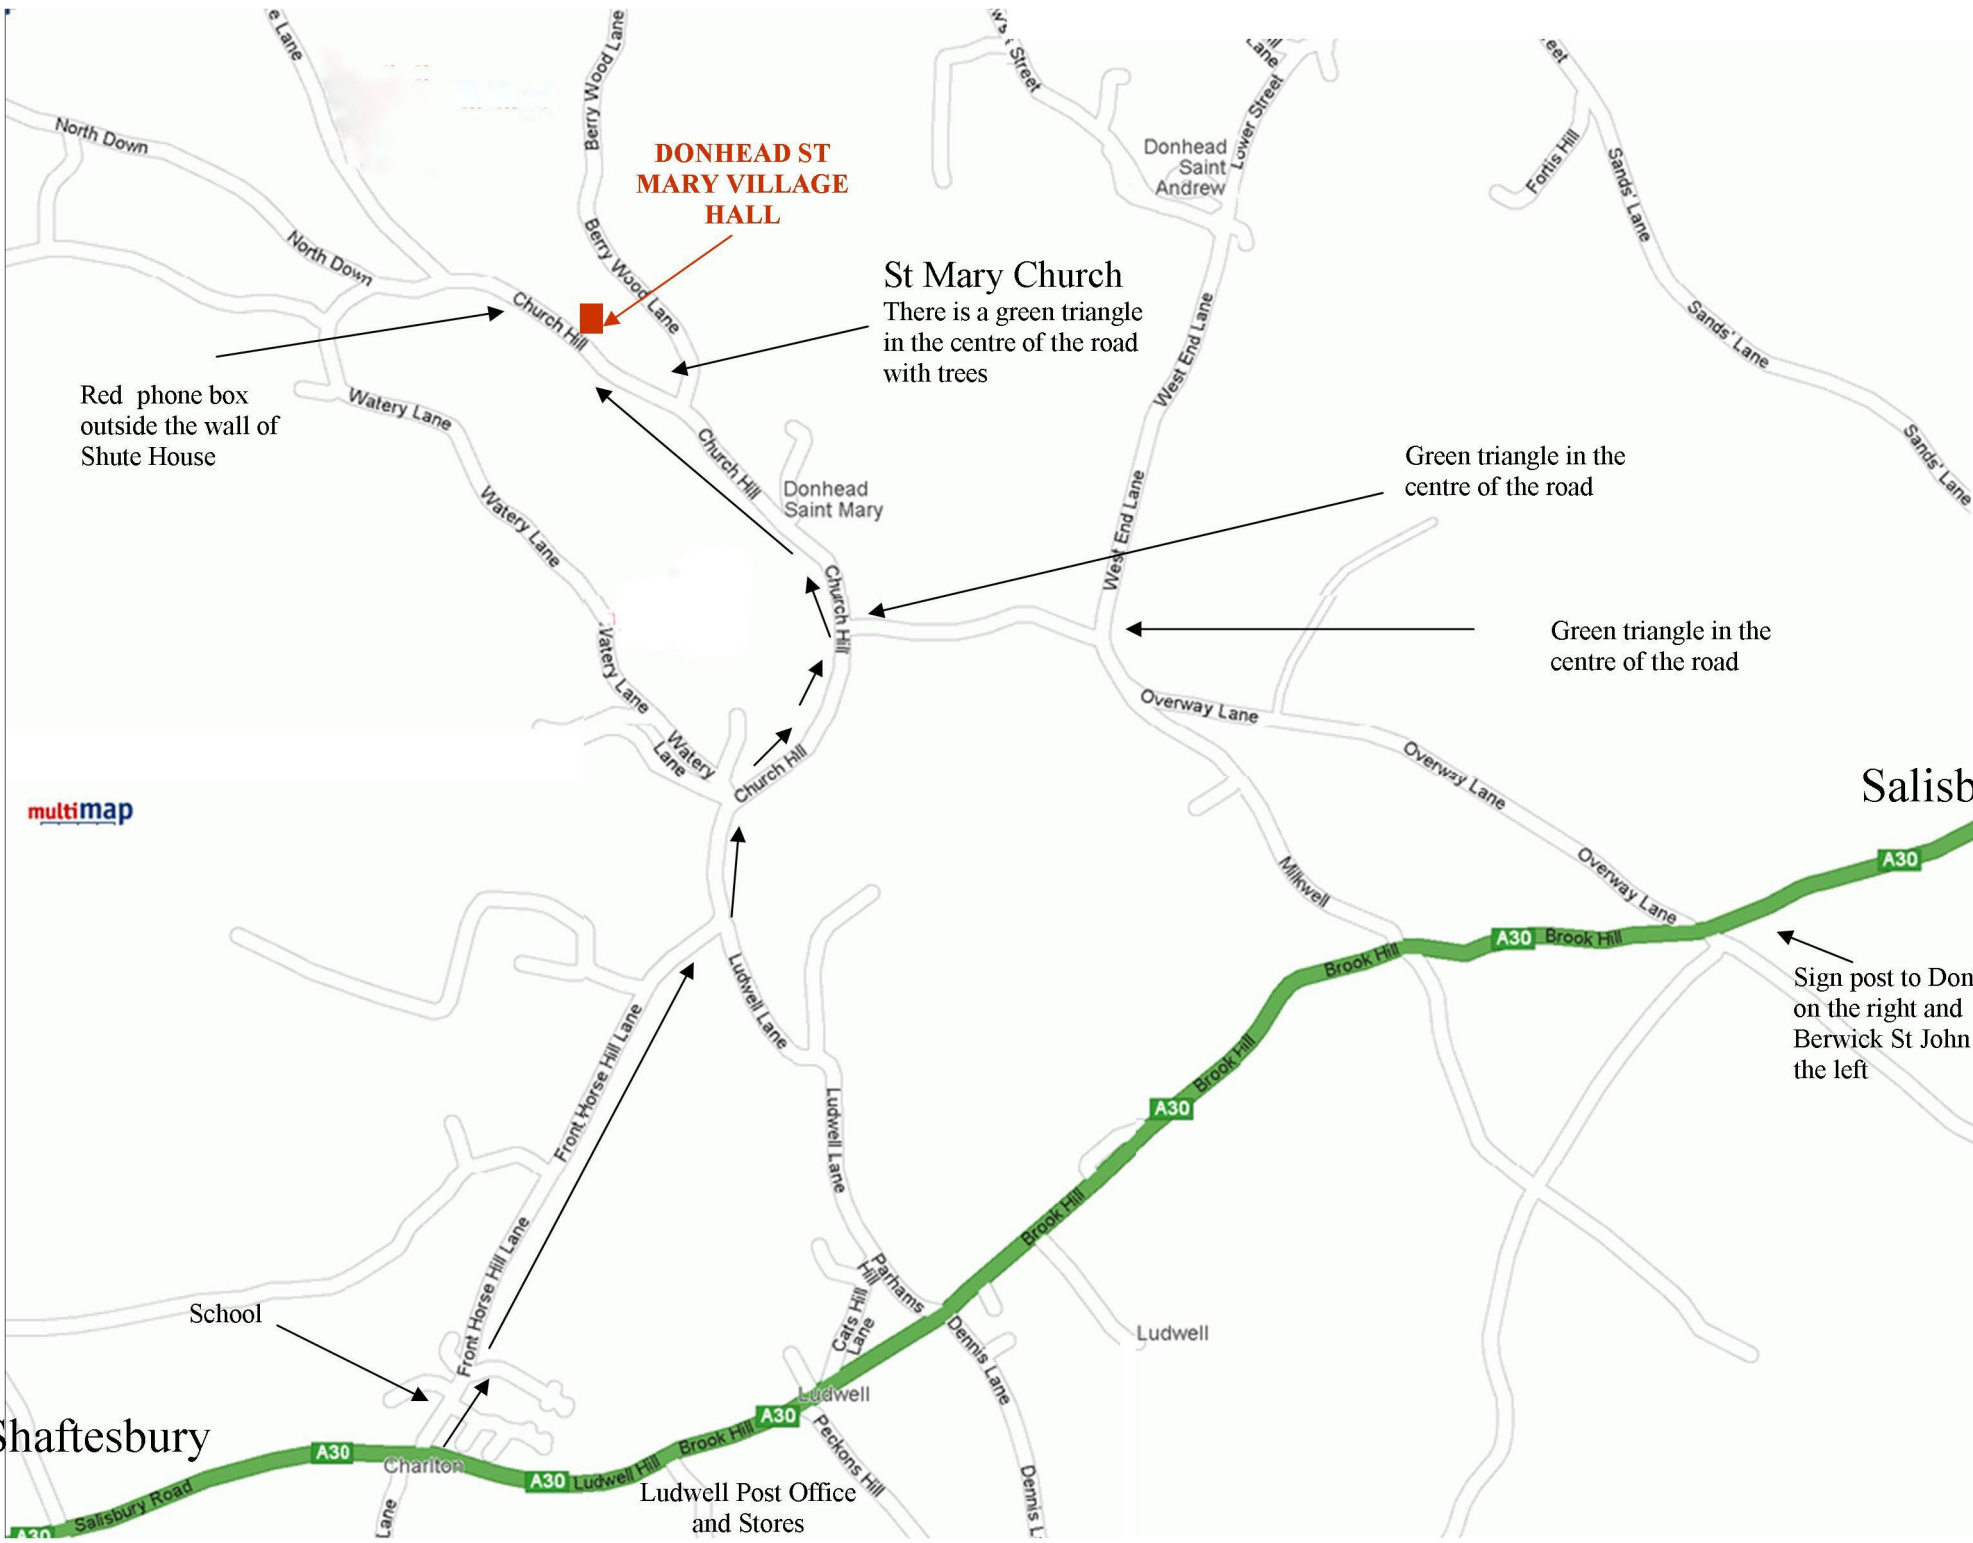 e Lane
North Down
North Down
Berry Wood Lane
Berry Wood Lane
DONHEAD ST
MARY VILLAGE
HALL
St Mary Church
There is a green triangle
in the centre of the road
with trees
Church Hill
Red phone box
outside the wall of
Shute House
Watery Lane
Watery Lane
Watery Lane
Watery
Lane
Church Hill
Donhead
Saint Mary
Church Hill
Church Hill
Street
Donhead
Saint
Andrew
Lane
Lower Street
West End Lane
West End Lane
eet
Fortis Hill
Sands' Lane
Sands' Lane
Sands' Lane
Green triangle in the
centre of the road
Green triangle in the
centre of the road
Overway Lane
Overway Lane
Overway Lane
Milkwell
Salisb
A30
A30
Brook Hill
Brook Hill
Sign post to Don
on the right and
Berwick St John
the left
multimap
Ludwell Lane
Ludwell Lane
Front Horse Hill Lane
Front Horse Hill Lane
Brook Hill
A30
Brook Hill
Parhams
Hill
Cats Hill
Lane
Dennis Lane
Dennis L
Ludwell
Ludwell
School
Shaftesbury
A30
Charlton
A30
Ludwell Hill
Brook Hill
A30
Peckons Hill
Ludwell Post Office
and Stores
A30
Salisbury Road
Lane